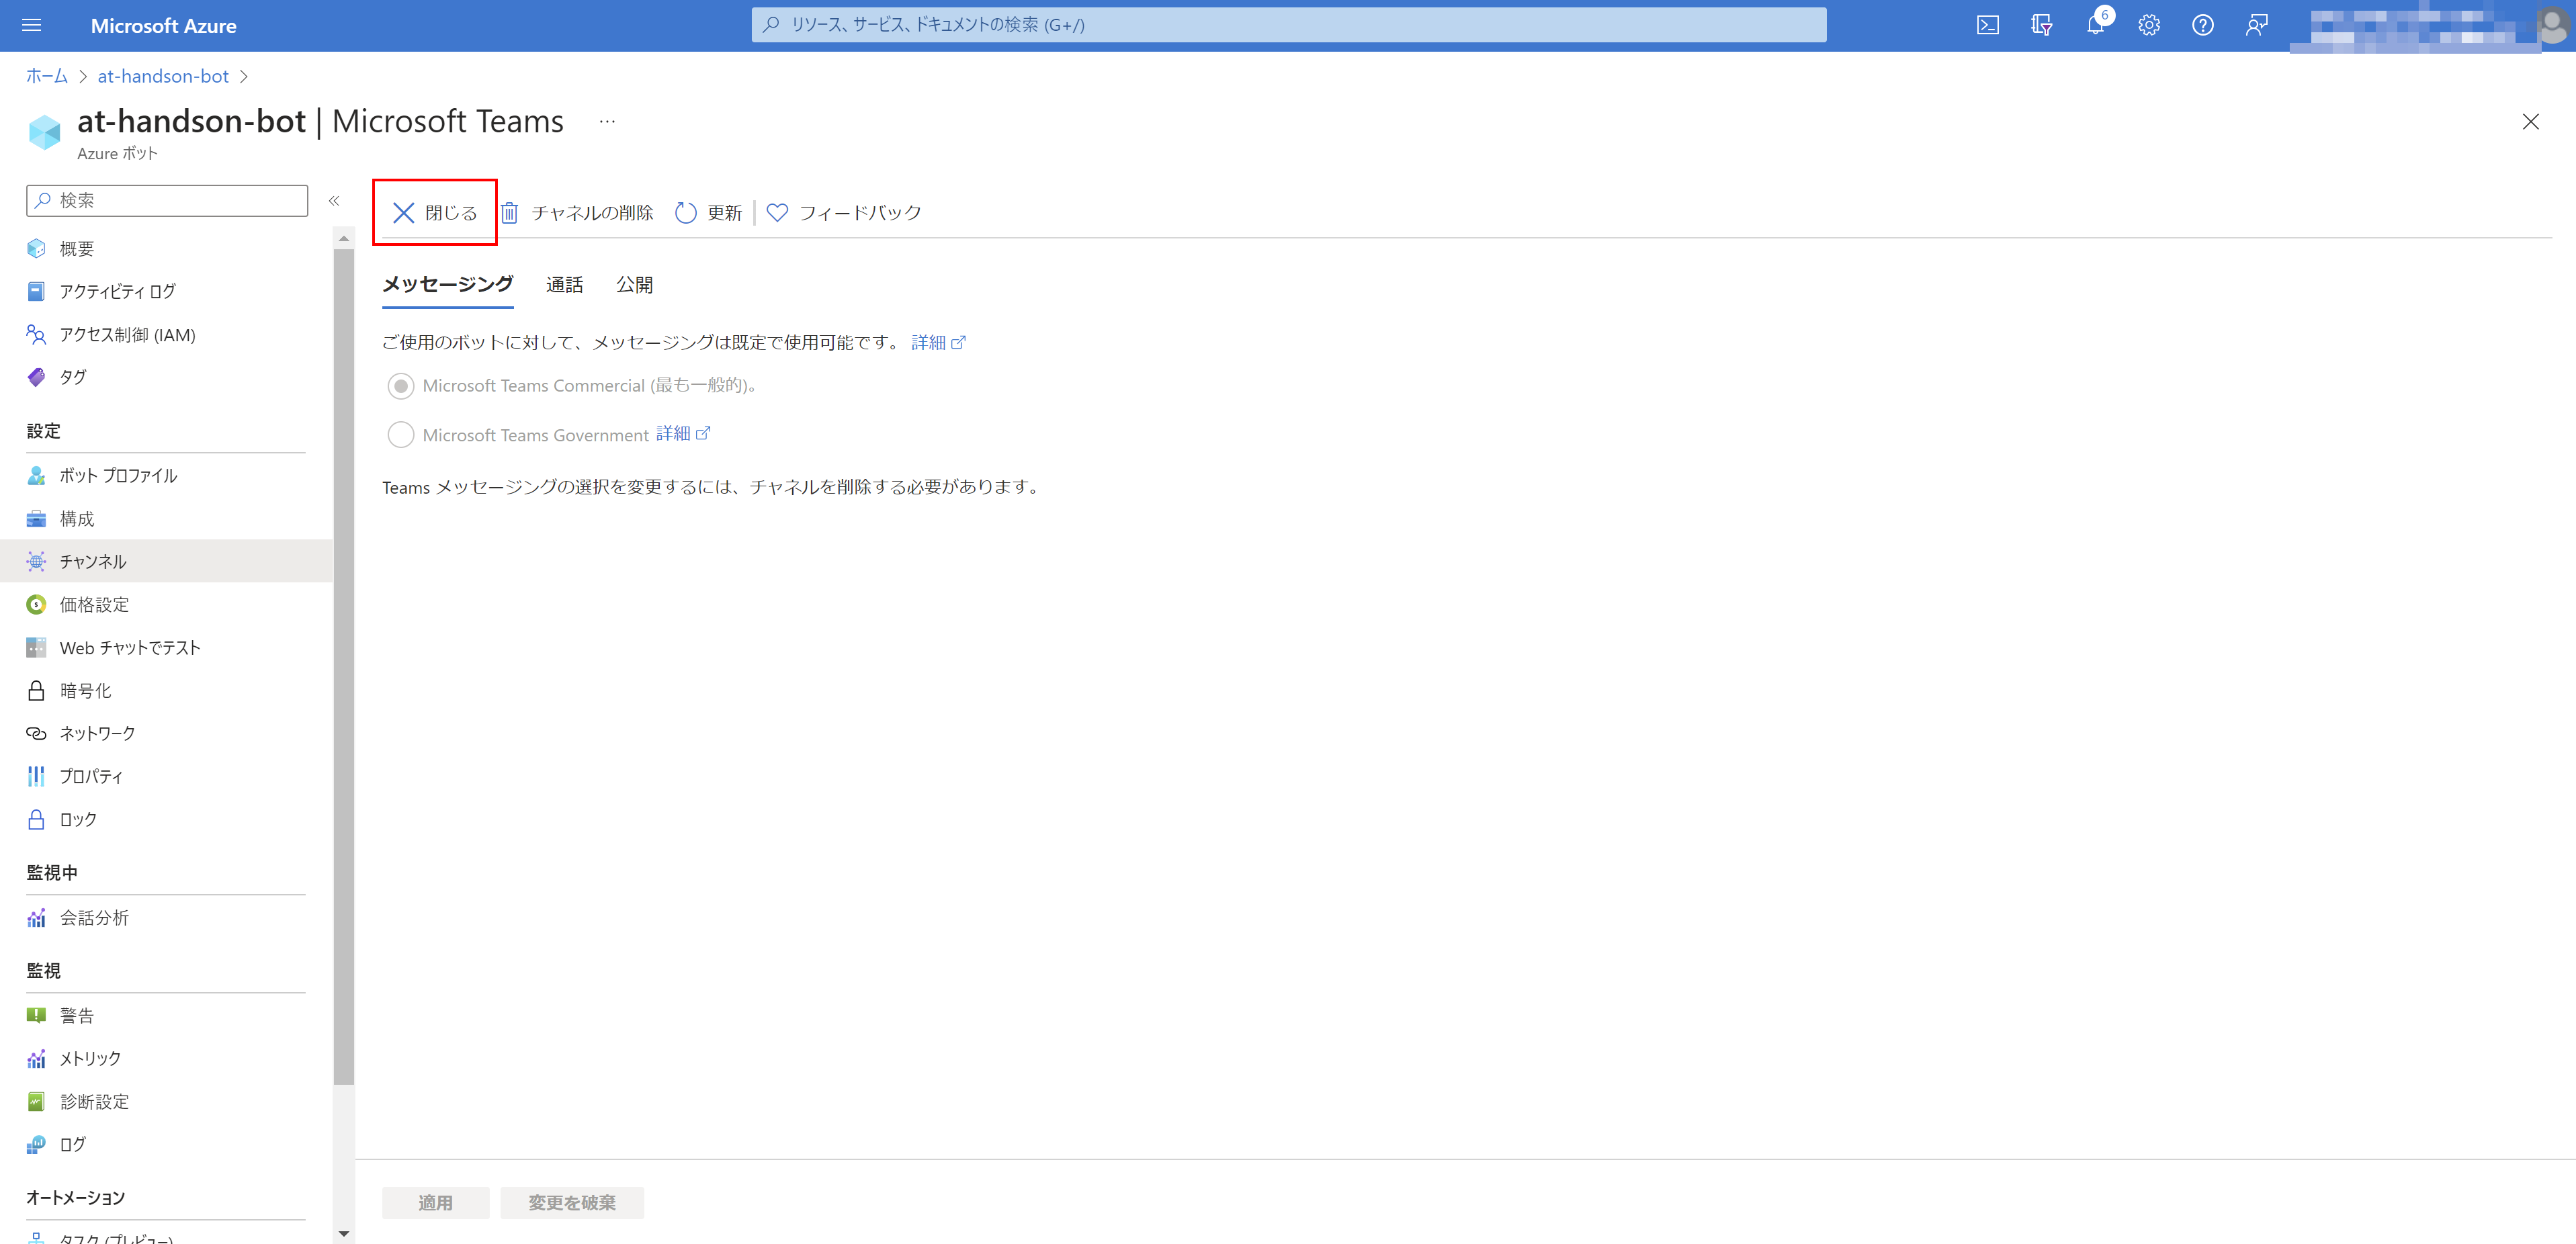 Microsoft Azure
リソース、サービス、ドキュメントの検索 (G+/)
6
ホーム > at-handson-bot >
at-handson-bot | Microsoft Teams …
Azure ボット
検索 «
閉じる チャネルの削除 更新 フィードバック
概要
アクティビティ ログ
アクセス制御 (IAM)
タグ
設定
ボット プロファイル
構成
チャンネル
価格設定
Web チャットでテスト
暗号化
ネットワーク
プロパティ
ロック
監視中
会話分析
監視
警告
メトリック
診断設定
ログ
オートメーション
タスク (プレビュー)
メッセージング 通話 公開
ご使用のボットに対して、メッセージングは既定で使用可能です。 詳細
Microsoft Teams Commercial (最も一般的)。
Microsoft Teams Government 詳細
Teams メッセージングの選択を変更するには、チャネルを削除する必要があります。
適用 変更を破棄